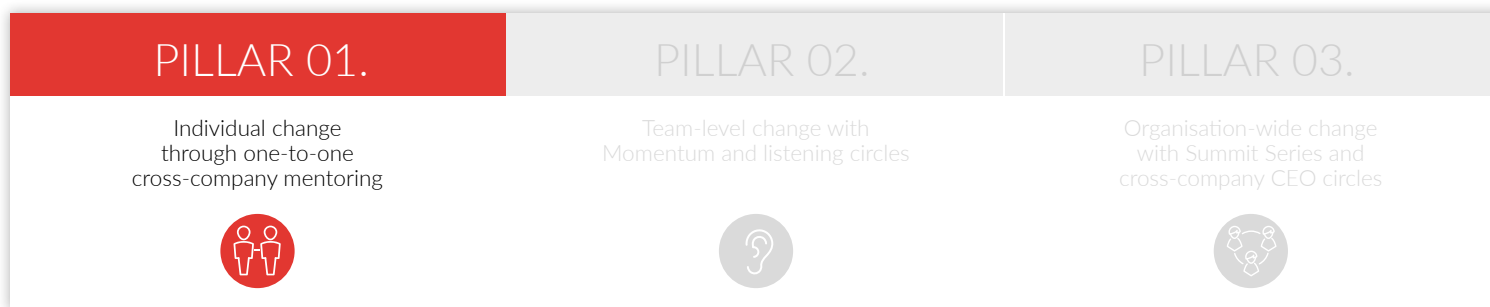 PILLAR 01.
Individual change
through one-to-one
cross-company mentoring
PILLAR 02.
Team-level change with
Momentum and listening circles
PILLAR 03.
Organisation-wide change
with Summit Series and
cross-company CEO circles